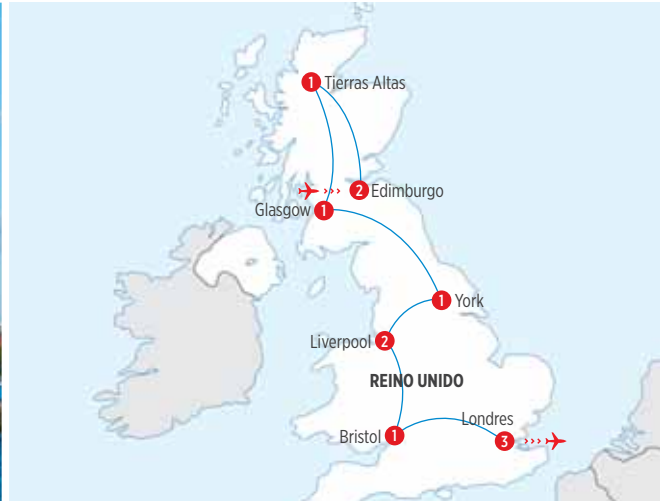 1 Tierras Altas
2 Edimburgo
Glasgow 1
1 York
Liverpool 2
REINO UNIDO
Londres
Bristol 1
3